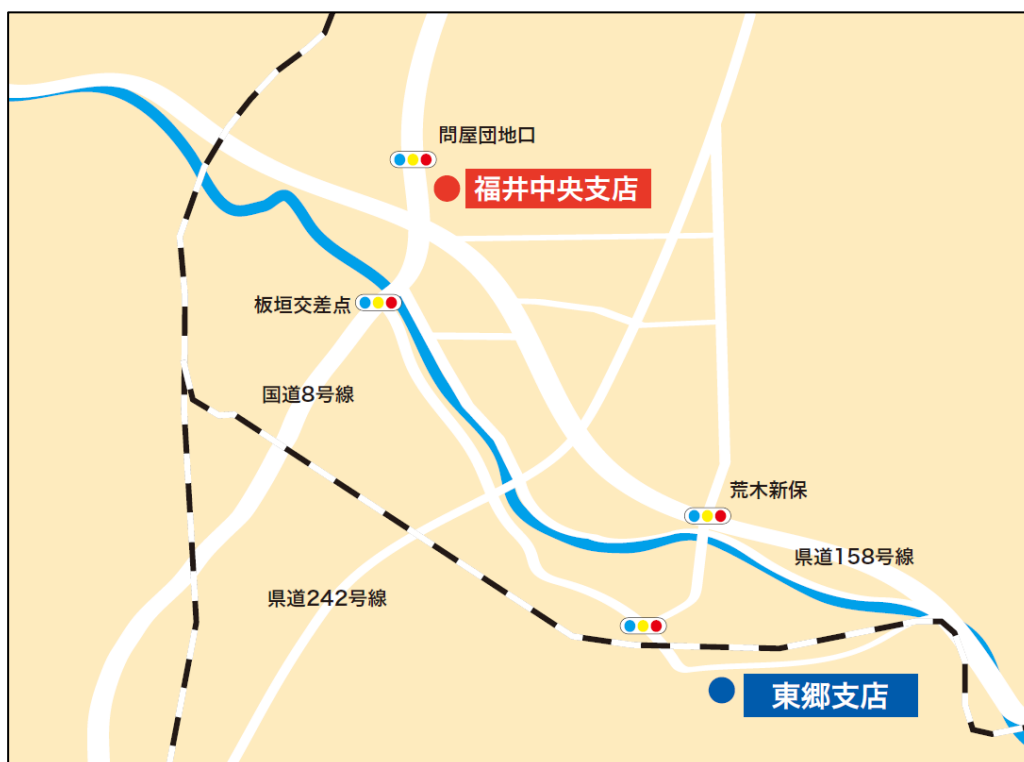 問屋団地口
福井中央支店
板垣交差点
国道8号線
荒木新保
県道158号線
県道242号線
東郷支店